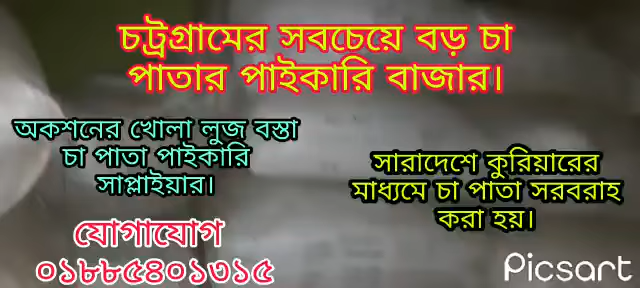 চট্রগ্রামের সবচেয়ে বড় চা
পাতার পাইকারি বাজার।
অকশনের খোলা লুজ বস্তা
চা পাতা পাইকারি
সাপ্লাইয়ার।
সারাদেশে কুরিয়ারের
মাধ্যমে চা পাতা সরবরাহ
করা হয়।
যোগাযোগ
০১৮৮৫৪০১৩১৫
Picsart